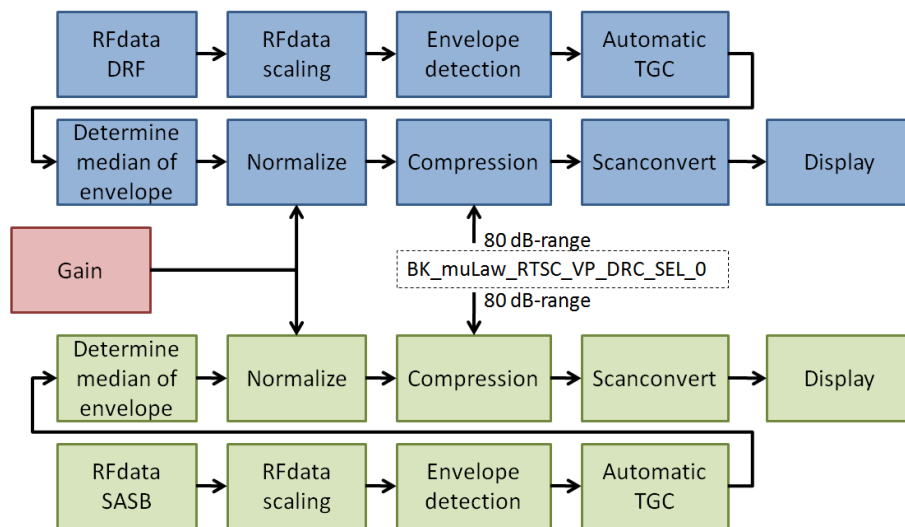 RFdata
DRF
RFdata
scaling
Envelope
detection
Automatic
TGC
Determine
median of
envelope
Normalize
Compression
Scanconvert
Display
Gain
80 dB-range
BK_muLaw_RTSC_VP_DRC_SEL_0
80 dB-range
Determine
median of
envelope
Normalize
Compression
Scanconvert
Display
RFdata
SASB
RFdata
scaling
Envelope
detection
Automatic
TGC